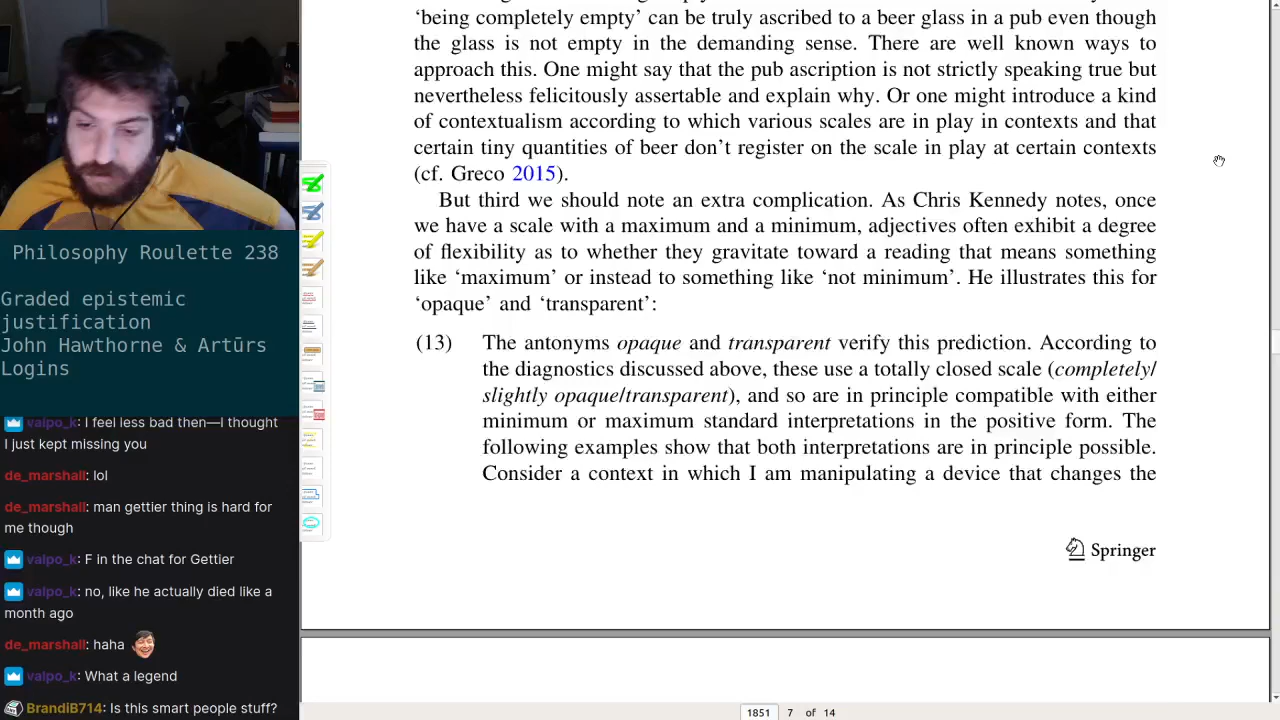 'being completely empty' can be truly ascribed to a beer glass in a pub even though
the glass is not empty in the demanding sense. There are well known ways to
approach this. One might say that the pub ascription is not strictly speaking true but
nevertheless felicitously assertable and explain why. Or one might introduce a kind
of contextualism according to which various scales are in play in contexts and that
certain tiny quantities of beer don't register on the scale in play at certain contexts
(cf. Greco 2015).
But third we should note an extra complication. As Chris Kennedy notes, once
we have a scale with a maximum and a minimum, adjectives often exhibit a degree
of flexibility as to whether they gravitate toward a reading that means something
like 'maximum' or instead to something like 'not minimum'. He illustrates this for
'opaque' and 'transparent':
(13) The antonyms opaque and transparent verify this prediction. According to
the diagnostics discussed above, these use a totally closed scale (completely/
slightly opaque/transparent), and so are in principle compatible with either
minimum or maximum standard interpretations in the positive form. The
following examples show that both interpretations are in principle possible.
Consider a context in which I am manipulating a device that changes the
Springer
1851 7 of 14
Philosophy Roulette 238
Graded epistemic
justification
John Hawthorne & Artūrs
Logins
valpo_k: I feel less bad then—I thought
I just kept missing you
de_marshall: lol
de_marshall: man gettier thing is hard for
me though
valpo_k: F in the chat for Gettier
valpo_k: no, like he actually died like a
month ago
de_marshall: haha
valpo_k: What a legend
BrandiB714: Is this smart people stuff?